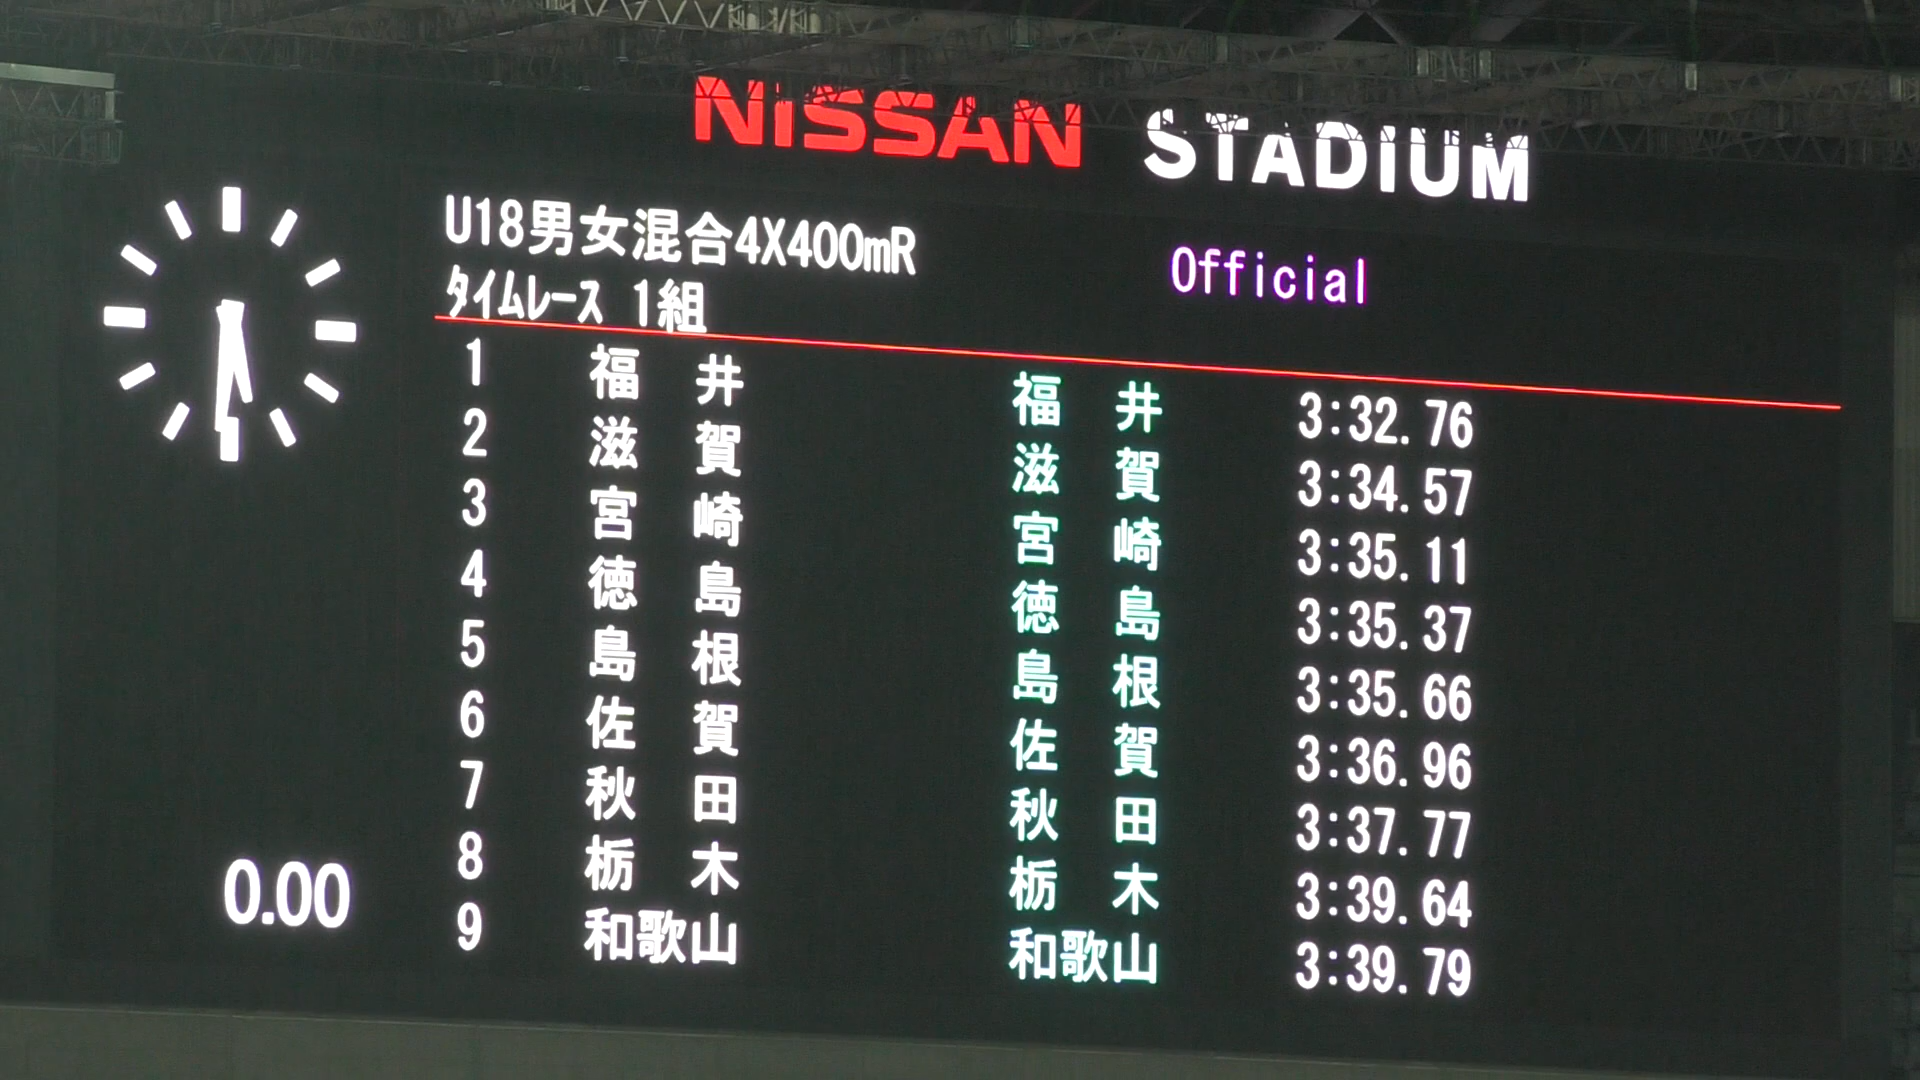 NISSAN STADIUM
U18男女混合4X400mR Official
タイムレース 1組
1 福 井 福 井 3:32.76
2 滋 賀 滋 賀 3:34.57
3 宮 崎 宮 崎 3:35.11
4 徳 島 徳 島 3:35.37
5 島 根 島 根 3:35.66
6 佐 賀 佐 賀 3:36.96
7 秋 田 秋 田 3:37.77
8 栃 木 栃 木 3:39.64
9 和歌山 和歌山 3:39.79
0.00